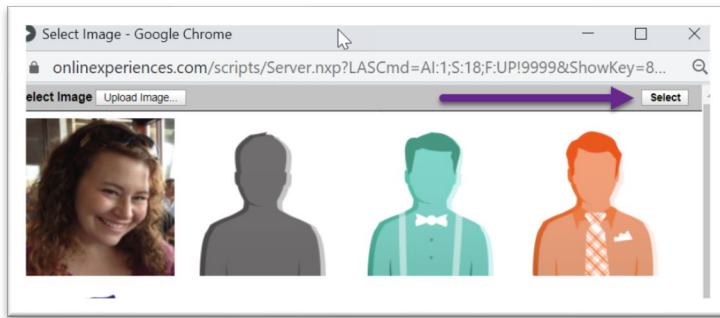 Select Image - Google Chrome
onlinexperiences.com/scripts/Server.nxp?LASCmd=AI:1;S:18;F:UP!9999&ShowKey=8...
elect Image Upload Image... Select